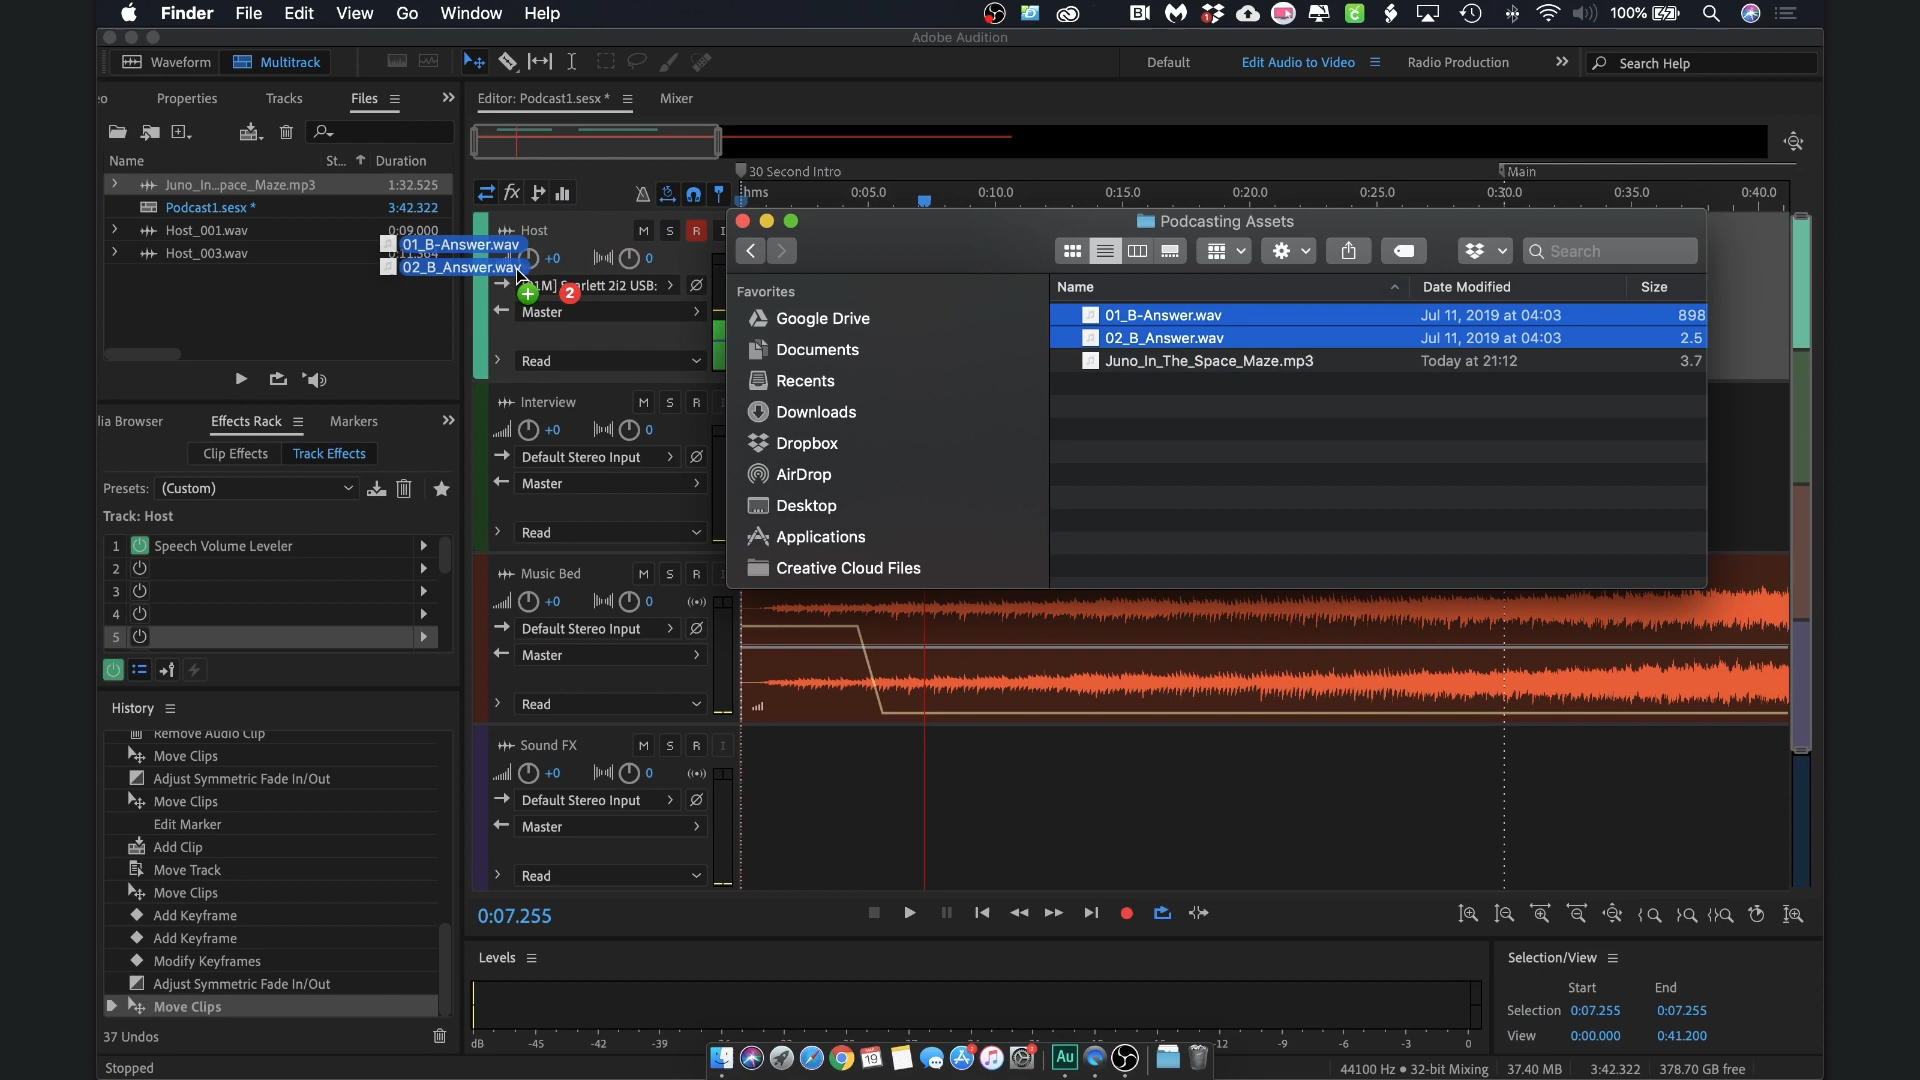 Finder File Edit View Go Window Help 100%
Adobe Audition
Waveform Multitrack Default Edit Audio to Video Radio Production Search Help
Properties Tracks Files Editor: Podcast1.sesx * Mixer
Name St... Duration
Juno_In...pace_Maze.mp3 1:32.525
Podcast1.sesx * 3:42.322
Host_001.wav 0:09.000
Host_003.wav
01_B-Answer.wav
02_B_Answer.wav
2
30 Second Intro Main
hms 0:05.0 0:10.0 0:15.0 0:20.0 0:25.0 0:30.0 0:35.0 0:40.0
Host M S R I
+0 0
Scarlett 2i2 USB:
Master
Read
Podcasting Assets
Search
Favorites
Google Drive
Documents
Recents
Downloads
Dropbox
AirDrop
Desktop
Applications
Creative Cloud Files
Name Date Modified Size
01_B-Answer.wav Jul 11, 2019 at 04:03 898
02_B_Answer.wav Jul 11, 2019 at 04:03 2.5
Juno_In_The_Space_Maze.mp3 Today at 21:12 3.7
Interview M S R
+0 0
Default Stereo Input
Master
Read
Music Bed M S R
+0 0
Default Stereo Input
Master
Read
Sound FX M S R I
+0 0
Default Stereo Input
Master
Read
lia Browser Effects Rack Markers
Clip Effects Track Effects
Presets: (Custom)
Track: Host
1 Speech Volume Leveler
2
3
4
5
History
Remove Audio Clip
Move Clips
Adjust Symmetric Fade In/Out
Move Clips
Edit Marker
Add Clip
Move Track
Move Clips
Add Keyframe
Add Keyframe
Modify Keyframes
Adjust Symmetric Fade In/Out
Move Clips
37 Undos
Stopped
0:07.255
Levels
dB -45 -42 -39 -12 -9 -6 -3 0
Selection/View
Start End
Selection 0:07.255 0:07.255
View 0:00.000 0:41.200
44100 Hz • 32-bit Mixing 37.40 MB 3:42.322 378.70 GB free